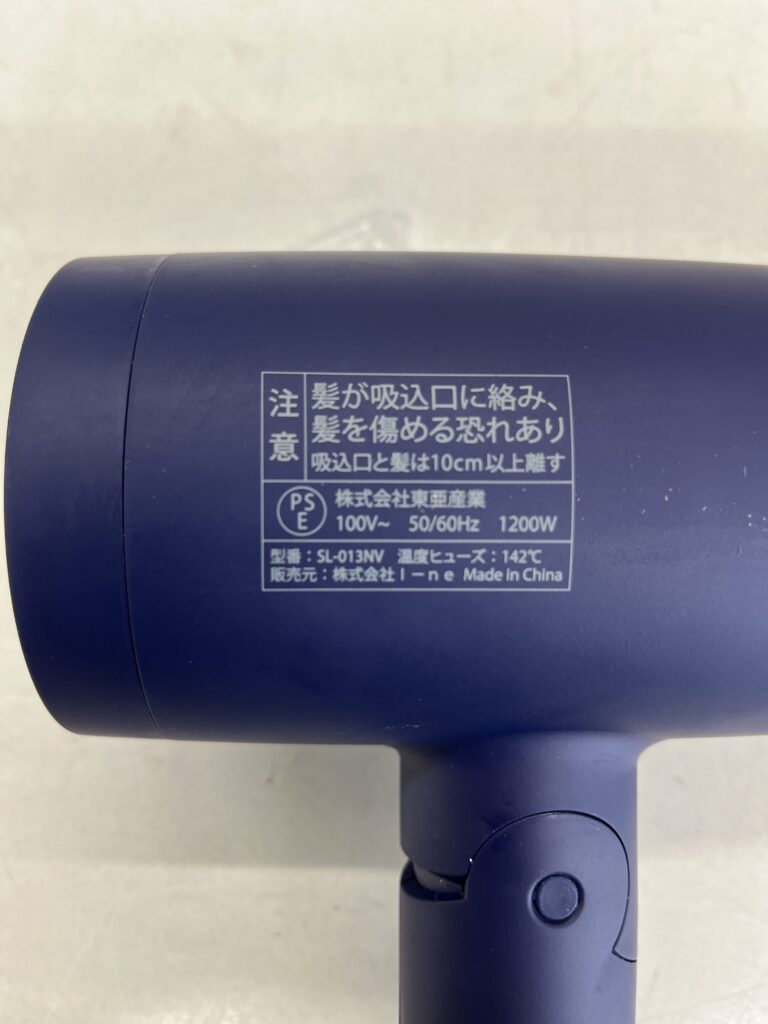 注意
髪が吸込口に絡み、
髪を傷める恐れあり
吸込口と髪は10cm以上離す
PS
E
株式会社東亜産業
100V~ 50/60Hz 1200W
型番：SL-013NV 温度ヒューズ：142℃
販売元：株式会社I－ne Made in China